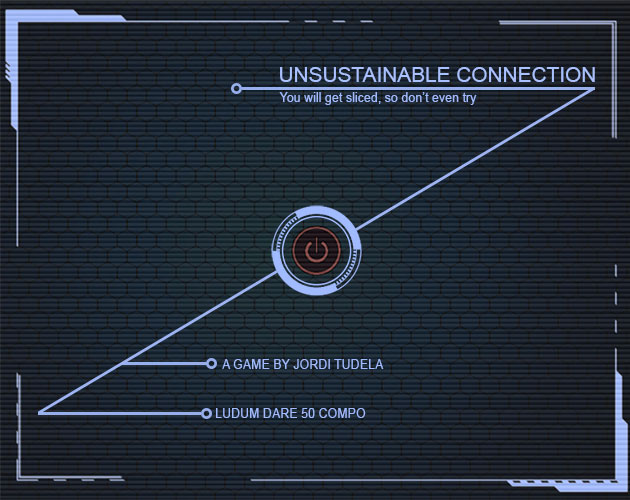 UNSUSTAINABLE CONNECTION
You will get sliced, so don't even try
A GAME BY JORDI TUDELA
LUDUM DARE 50 COMPO